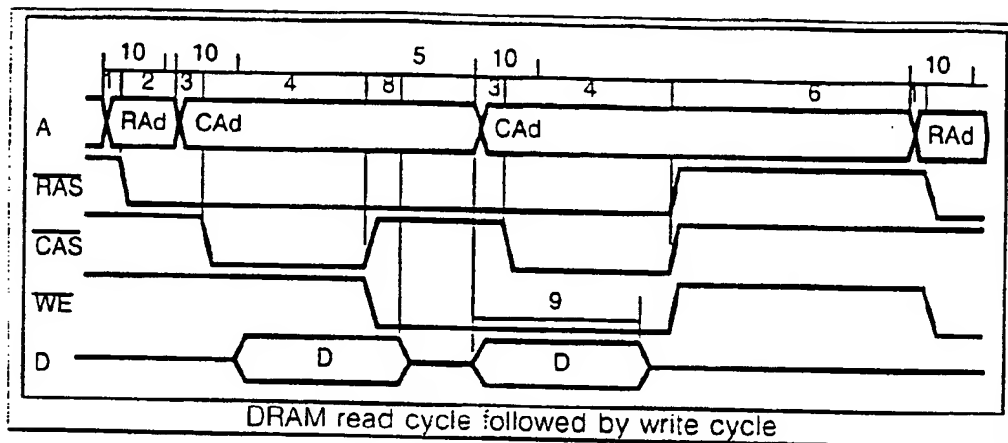 10 10 5 10 10
1 2 3 4 8 3 4 6 1
A RAd CAd CAd RAd
RAS
CAS
WE 9
D D D
DRAM read cycle followed by write cycle